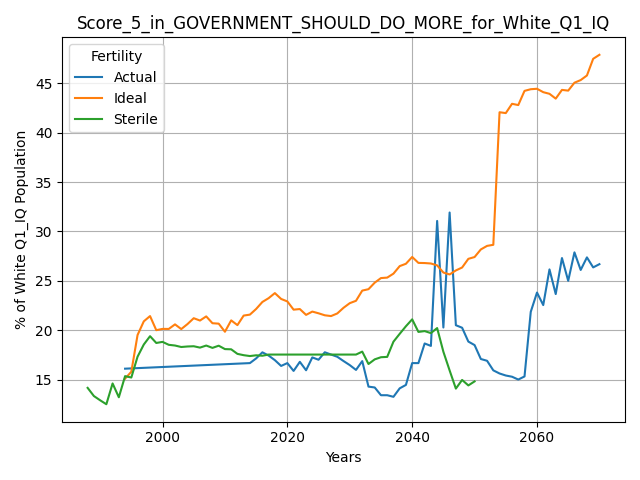 Score_5_in_GOVERNMENT_SHOULD_DO_MORE_for_White_Q1_IQ
Fertility
Actual
Ideal
Sterile
% of White Q1_IQ Population
45
40
35
30
25
20
15
2000
2020
2040
2060
Years